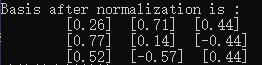 Basis after normalization is :
[0.26] [0.71] [0.44]
[0.77] [0.14] [-0.44]
[0.52] [-0.57] [0.44]